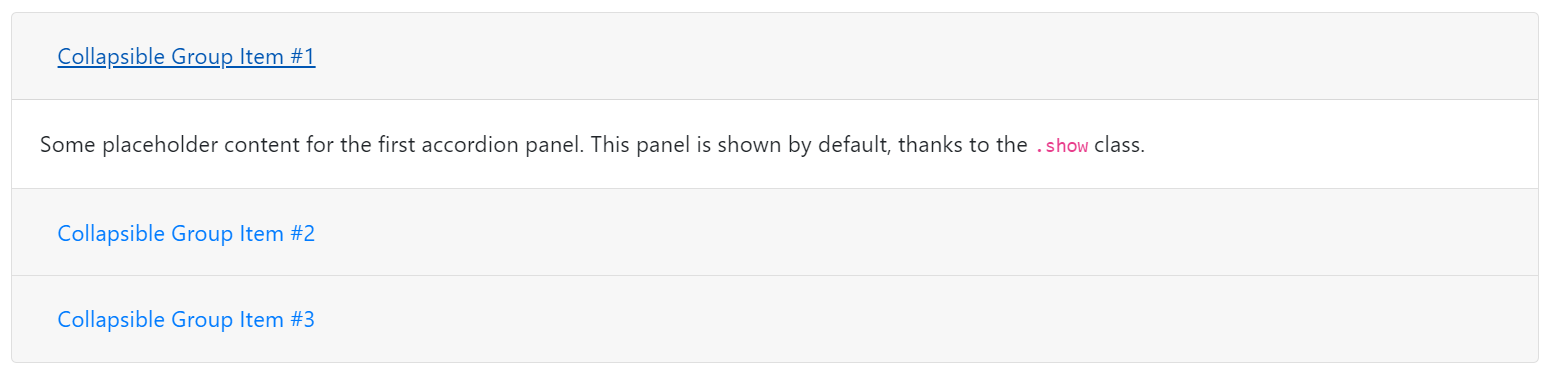 Collapsible Group Item #1
Some placeholder content for the first accordion panel. This panel is shown by default, thanks to the .show class.
Collapsible Group Item #2
Collapsible Group Item #3